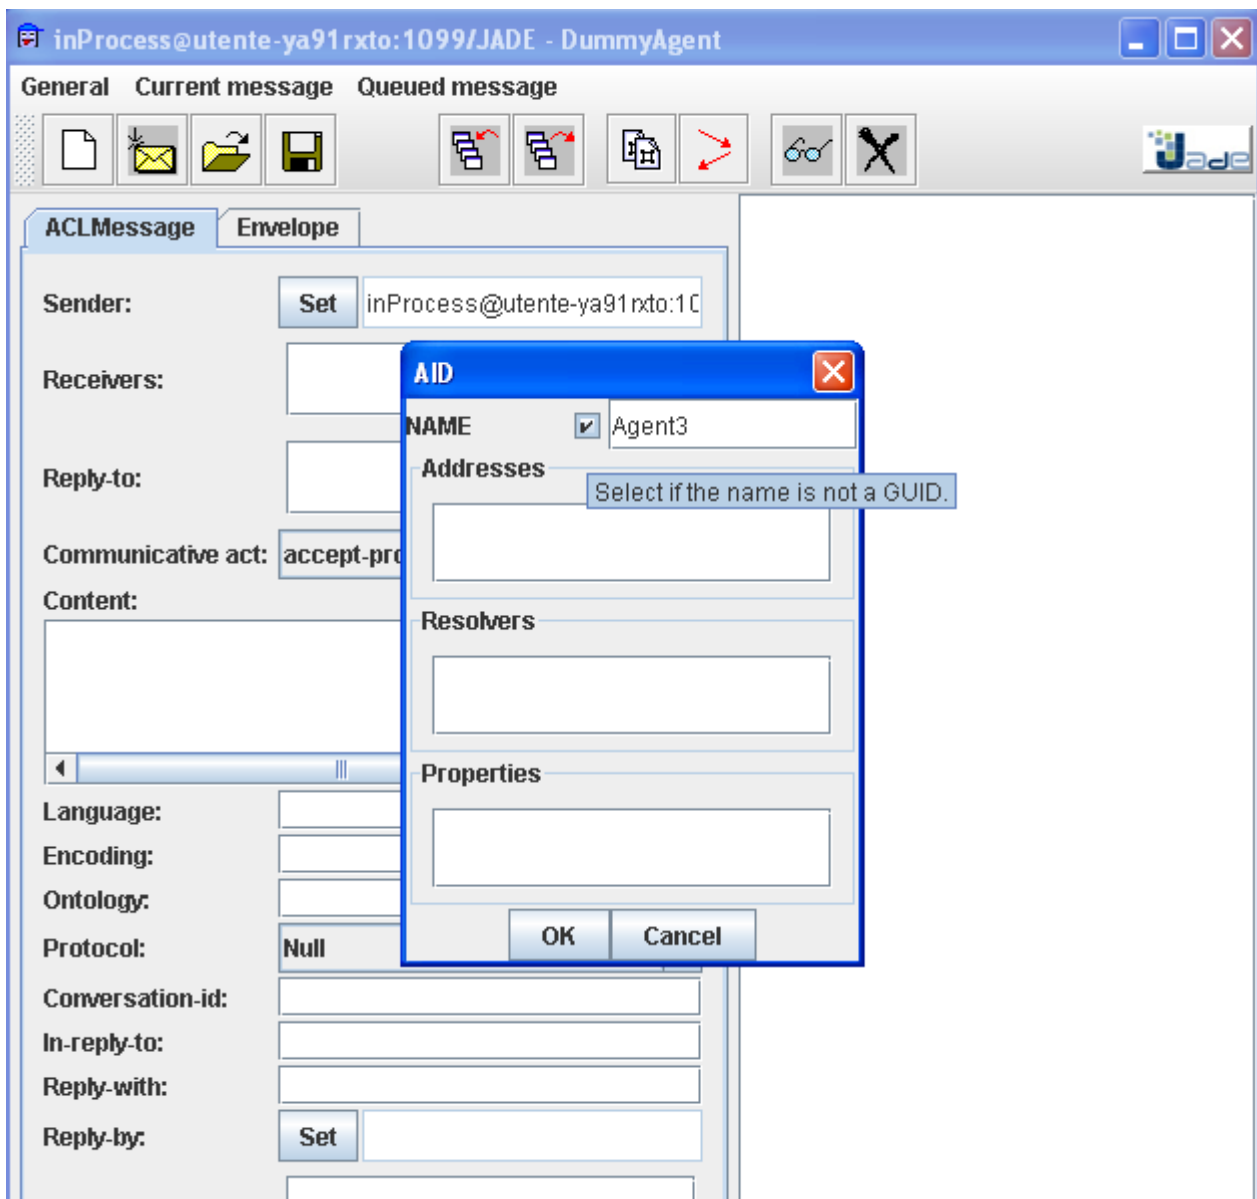 inProcess@utente-ya91rxto:1099/JADE - DummyAgent
General Current message Queued message
Jade
ACLMessage Envelope
Sender: Set inProcess@utente-ya91rxto:10
Receivers:
AID
NAME Agent3
Addresses
Select if the name is not a GUID.
Reply-to:
Communicative act: accept-pro
Content:
Resolvers
Properties
Language:
Encoding:
Ontology:
Protocol: Null
OK Cancel
Conversation-id:
In-reply-to:
Reply-with:
Reply-by: Set